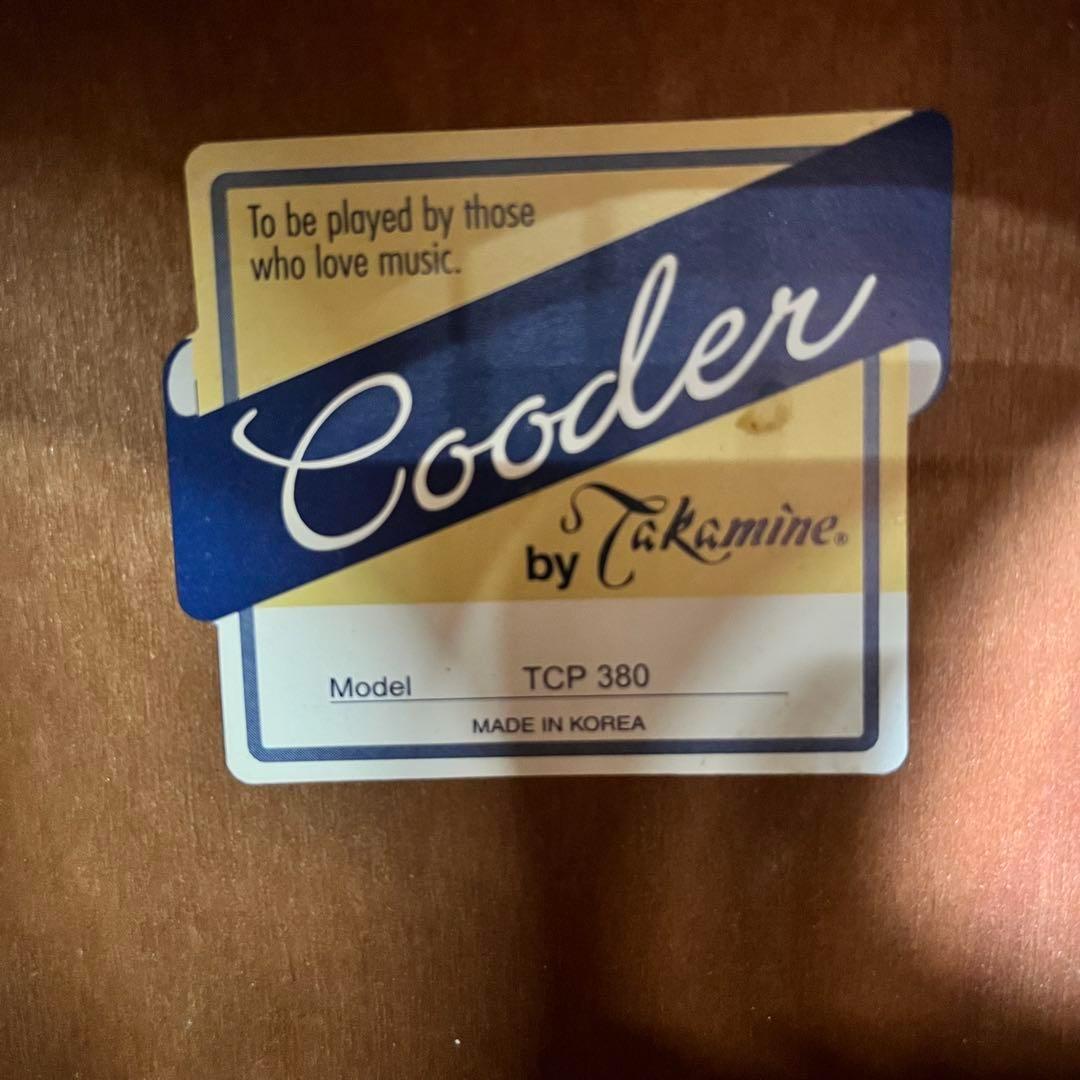 To be played by those
who love music.
Cooder
by Takamine®
Model TCP 380
MADE IN KOREA